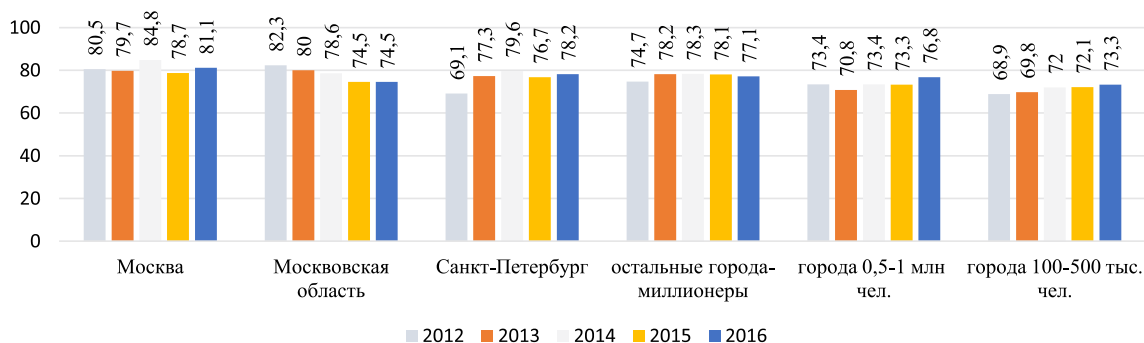 100
80
60
40
20
0
80,5 79,7 84,8 78,7 81,1
82,3 80 78,6 74,5 74,5
69,1 77,3 79,6 76,7 78,2
74,7 78,2 78,3 78,1 77,1
73,4 70,8 73,4 73,3 76,8
68,9 69,8 72 72,1 73,3
Москва
Москвовская
область
Санкт-Петербург
остальные города-
миллионеры
города 0,5-1 млн
чел.
города 100-500 тыс.
чел.
2012 2013 2014 2015 2016